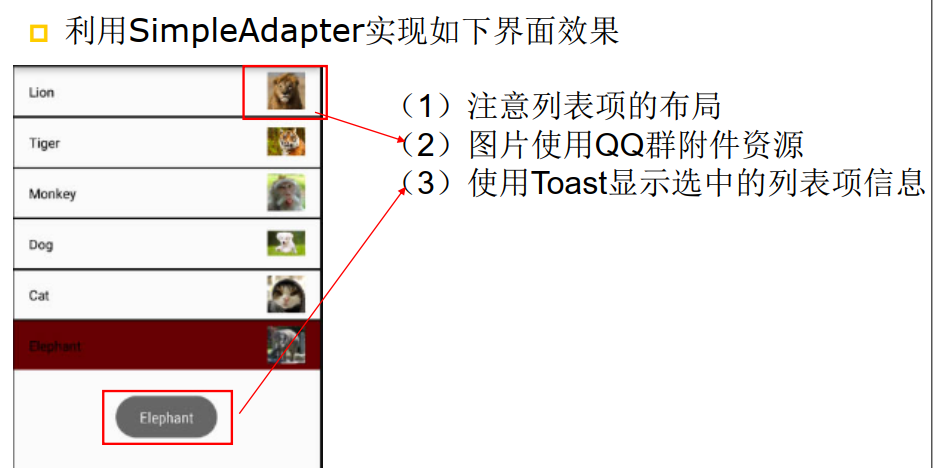 利用SimpleAdapter实现如下界面效果
Lion
Tiger
Monkey
Dog
Cat
Elephant
Elephant
（1）注意列表项的布局
（2）图片使用QQ群附件资源
（3）使用Toast显示选中的列表项信息